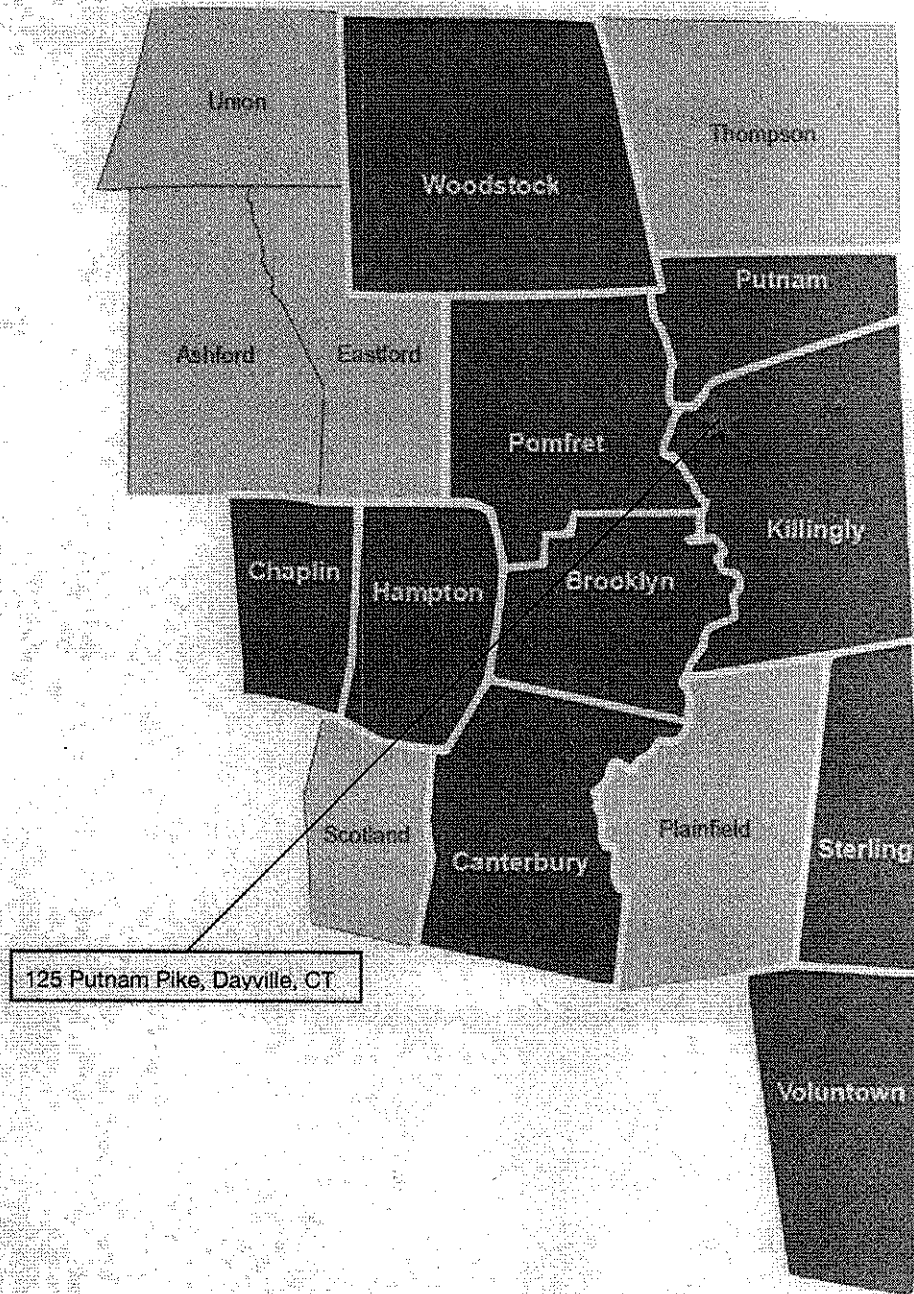 Union
Thompson
Woodstock
Putnam
Ashford
Eastford
Pomfret
Killingly
Chaplin
Hampton
Brooklyn
Scotland
Canterbury
Plainfield
Sterling
125 Putnam Pike, Dayville, CT
Voluntown